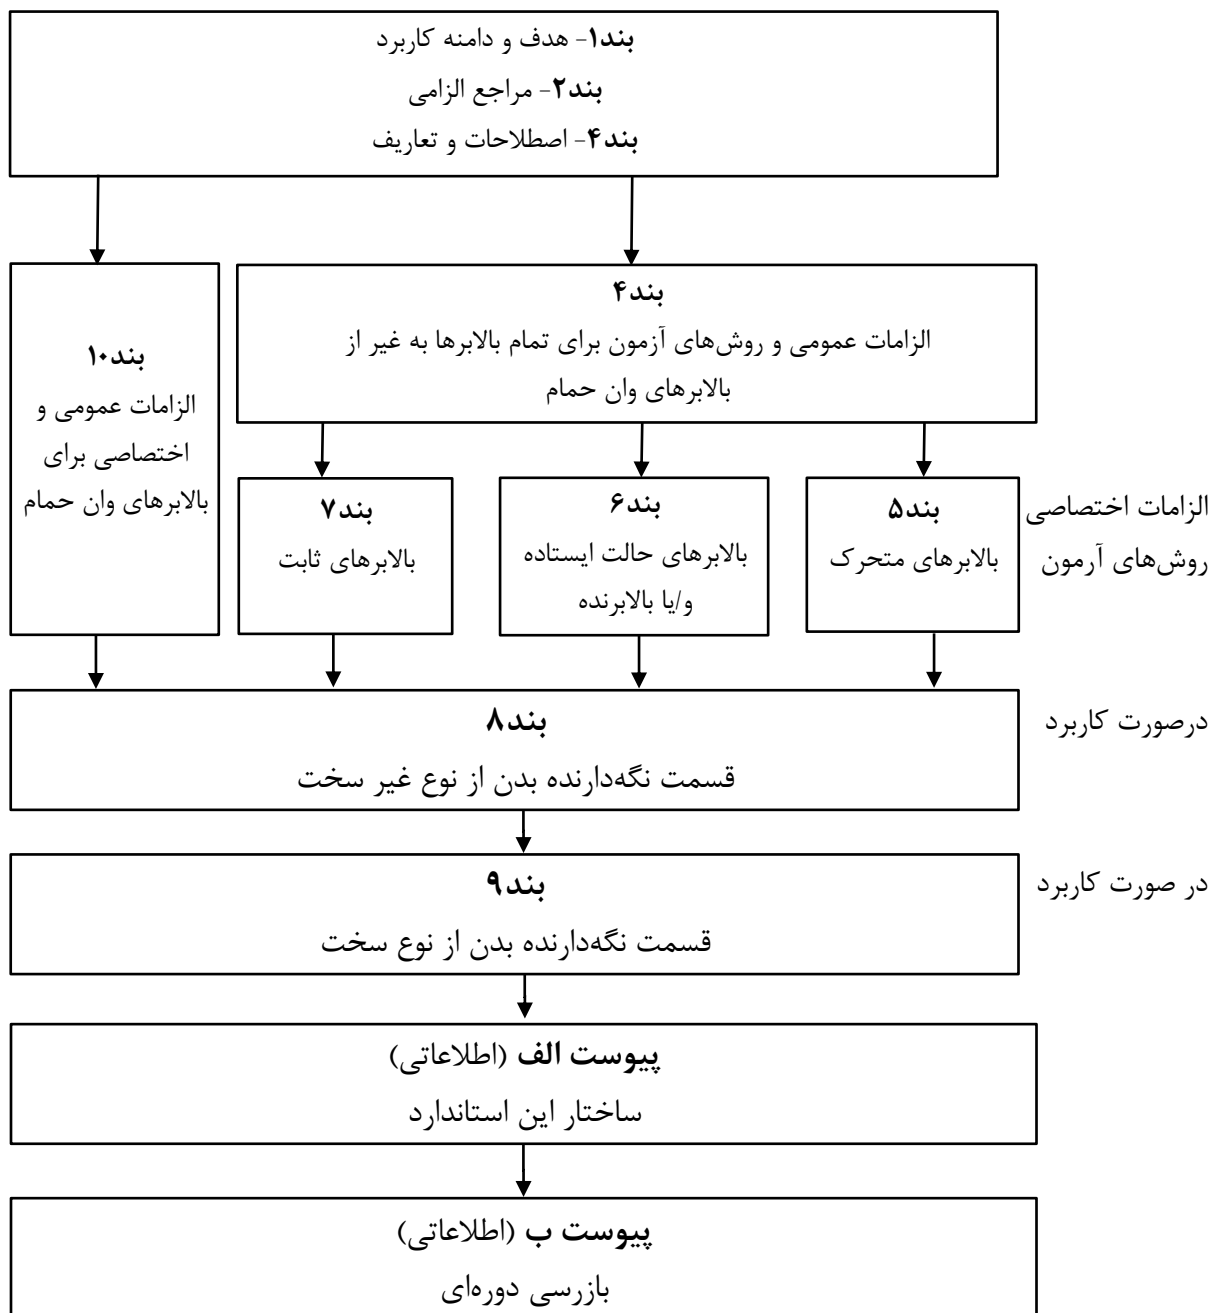 بند۱- هدف و دامنه کاربرد
بند۲- مراجع الزامی
بند۴- اصطلاحات و تعاریف
بند۴
الزامات عمومی و روش‌های آزمون برای تمام بالابرها به غیر از
بالابرهای وان حمام
بند۱۰
الزامات عمومی و
اختصاصی برای
بالابرهای وان حمام
الزامات اختصاصی
روش‌های آرمون
بند۵
بالابرهای متحرک
بند۶
بالابرهای حالت ایستاده
و/یا بالابرنده
بند۷
بالابرهای ثابت
درصورت کاربرد
بند۸
قسمت نگه‌دارنده بدن از نوع غیر سخت
در صورت کاربرد
بند۹
قسمت نگه‌دارنده بدن از نوع سخت
پیوست الف (اطلاعاتی)
ساختار این استاندارد
پیوست ب (اطلاعاتی)
بازرسی دوره‌ای